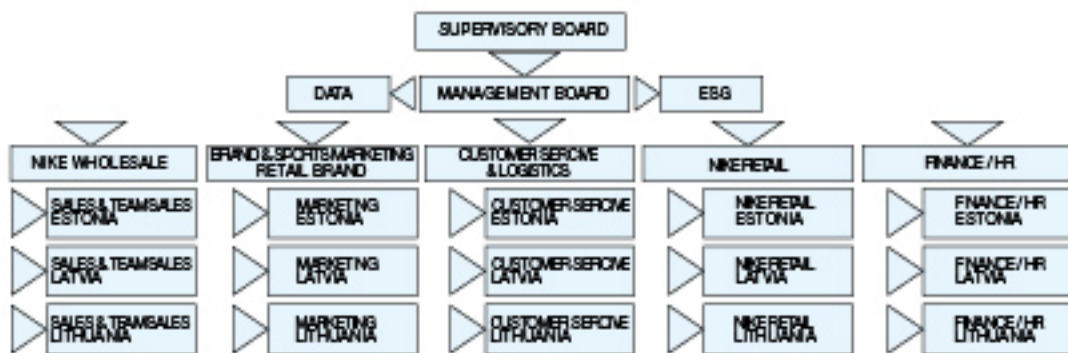 SUPERVISORY BOARD
DATA
MANAGEMENT BOARD
ESG
NIKE WHOLESALE
BRAND & SPORTS MARKETING
RETAIL BRAND
CUSTOMER SERCIVE
& LOGISTICS
NIKE RETAIL
FINANCE / HR
SALES & TEAMSALES
ESTONIA
MARKETING
ESTONIA
CUSTOMER SERCIVE
ESTONIA
NIKE RETAIL
ESTONIA
FINANCE / HR
ESTONIA
SALES & TEAMSALES
LATVIA
MARKETING
LATVIA
CUSTOMER SERCIVE
LATVIA
NIKE RETAIL
LATVIA
FINANCE / HR
LATVIA
SALES & TEAMSALES
LITHUANIA
MARKETING
LITHUANIA
CUSTOMER SERCIVE
LITHUANIA
NIKE RETAIL
LITHUANIA
FINANCE / HR
LITHUANIA